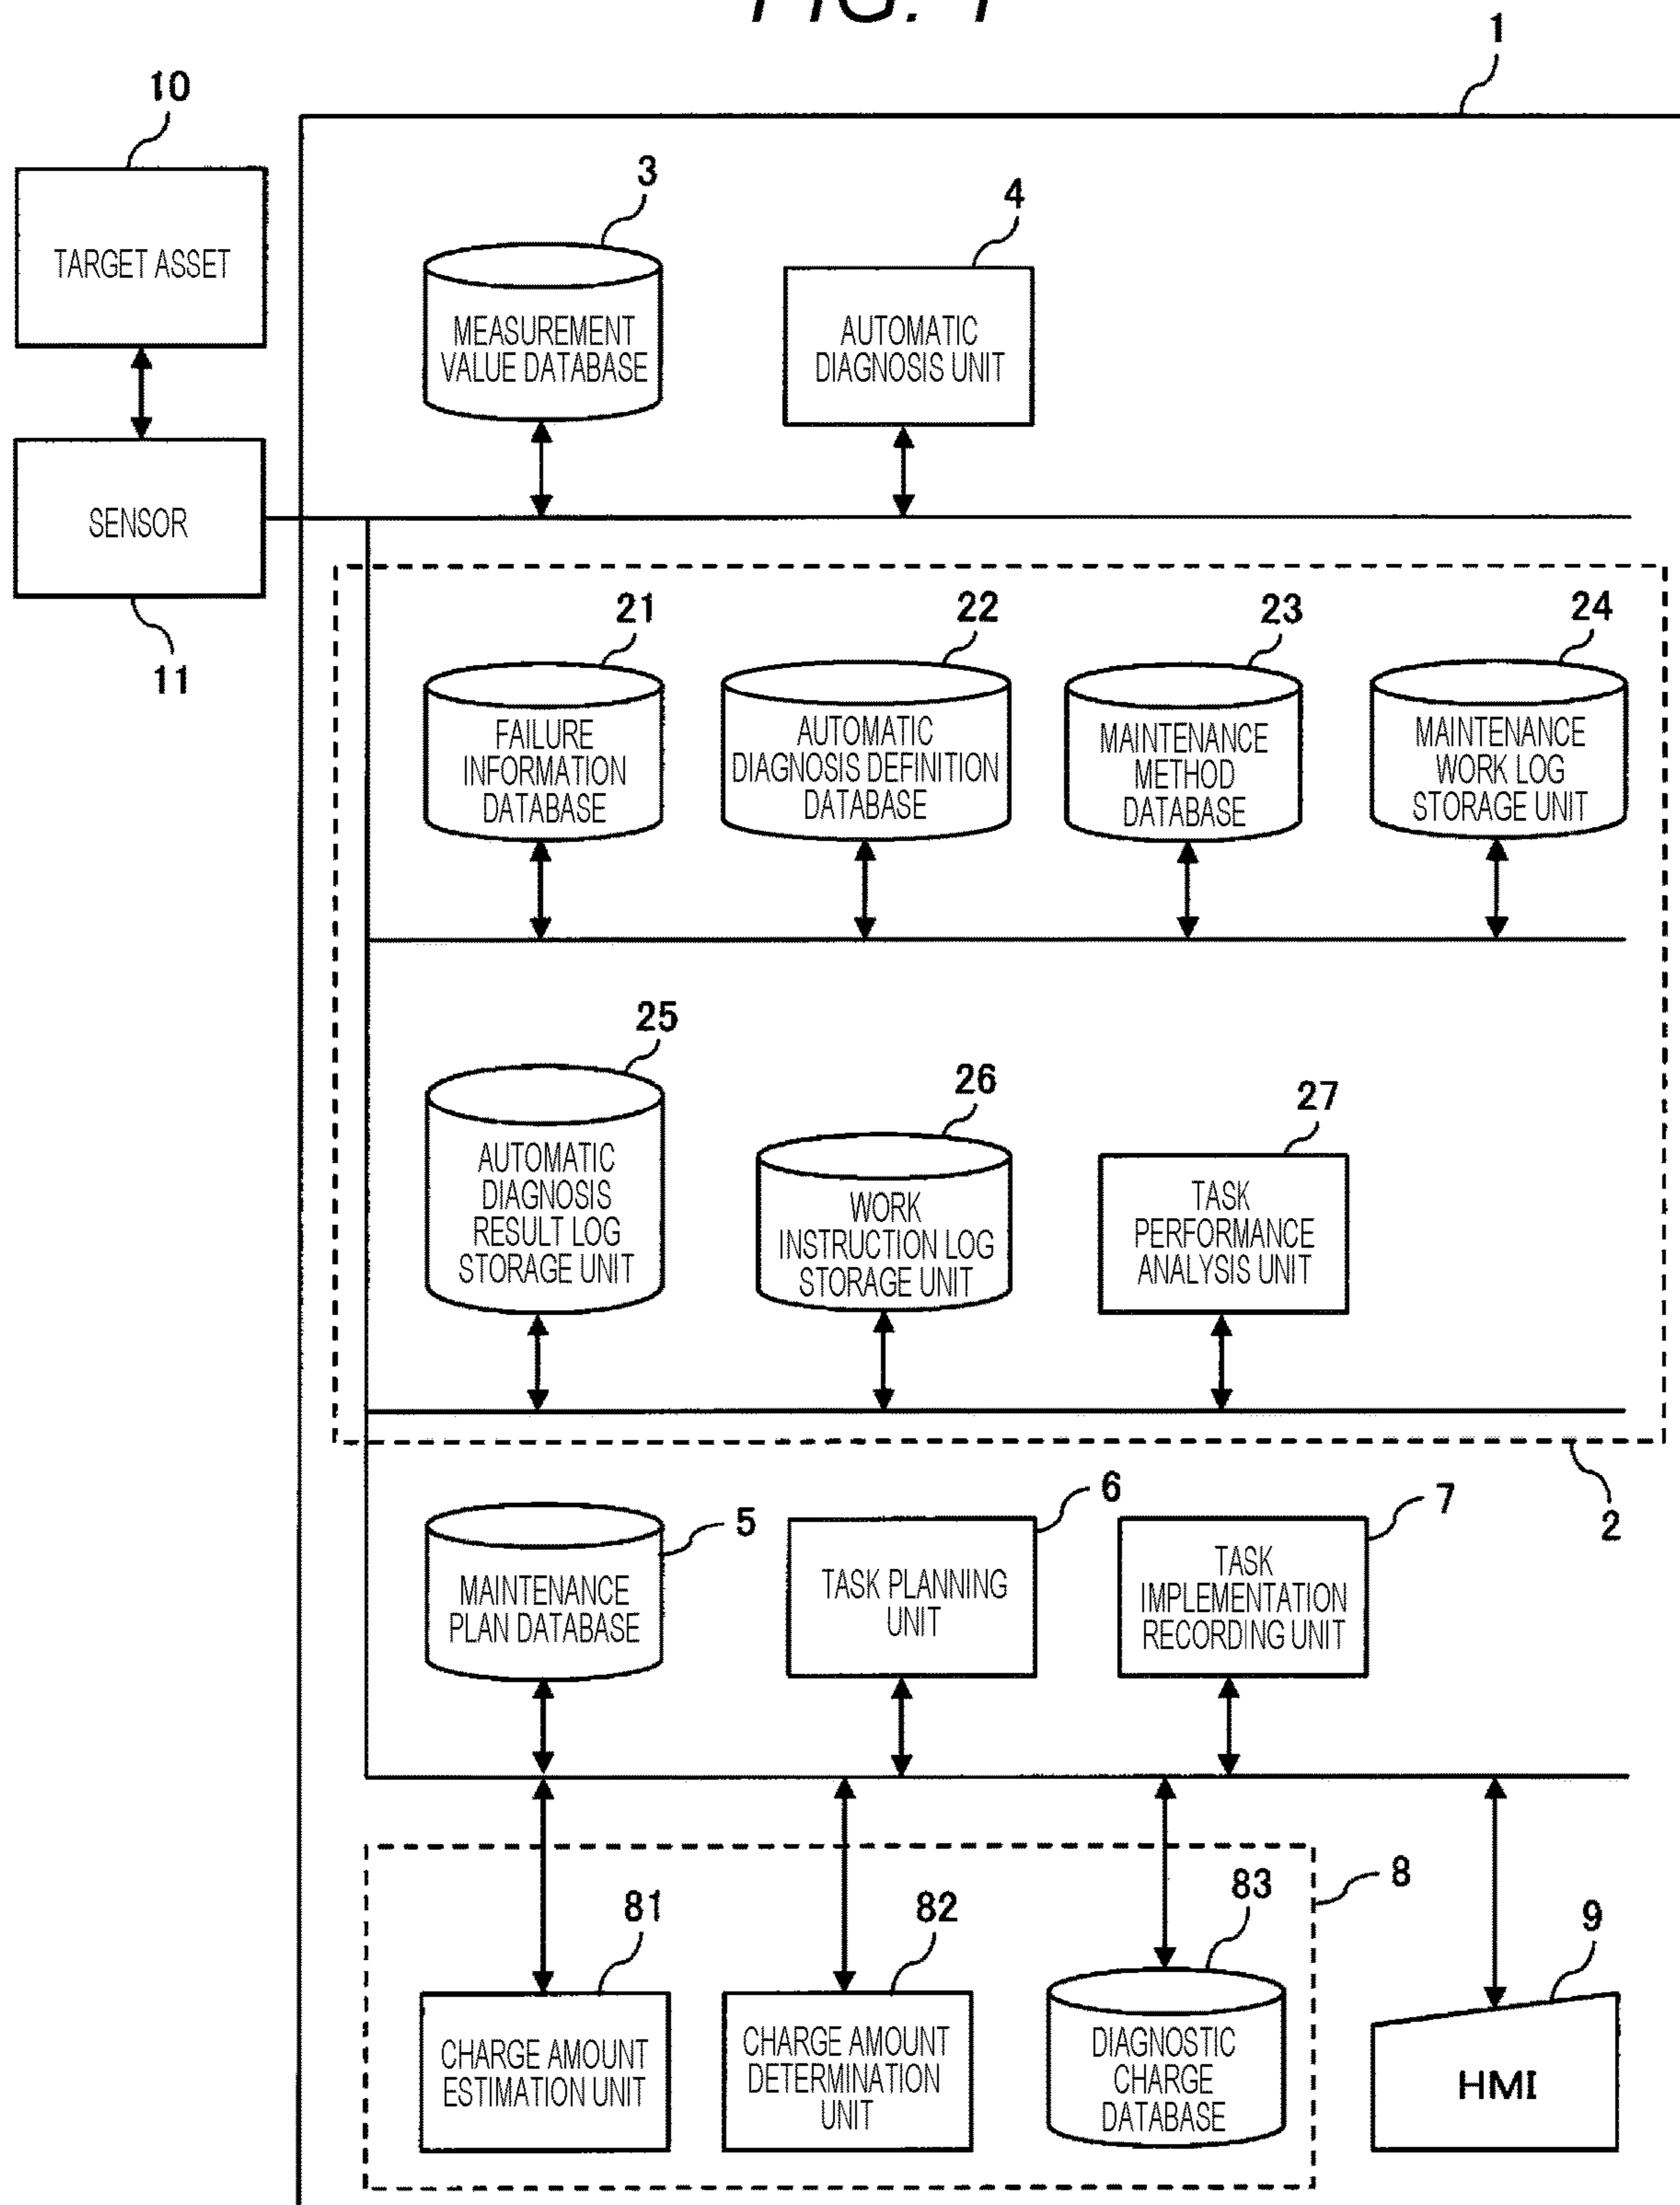 FIG. 1
1
10
TARGET ASSET
SENSOR
11
3
MEASUREMENT
VALUE DATABASE
4
AUTOMATIC
DIAGNOSIS UNIT
21
FAILURE
INFORMATION
DATABASE
22
AUTOMATIC
DIAGNOSIS DEFINITION
DATABASE
23
MAINTENANCE
METHOD
DATABASE
24
MAINTENANCE
WORK LOG
STORAGE UNIT
25
AUTOMATIC
DIAGNOSIS
RESULT LOG
STORAGE UNIT
26
WORK
INSTRUCTION LOG
STORAGE UNIT
27
TASK
PERFORMANCE
ANALYSIS UNIT
2
5
MAINTENANCE
PLAN DATABASE
6
TASK PLANNING
UNIT
7
TASK
IMPLEMENTATION
RECORDING UNIT
8
81
CHARGE AMOUNT
ESTIMATION UNIT
82
CHARGE AMOUNT
DETERMINATION
UNIT
83
DIAGNOSTIC
CHARGE
DATABASE
9
HMI